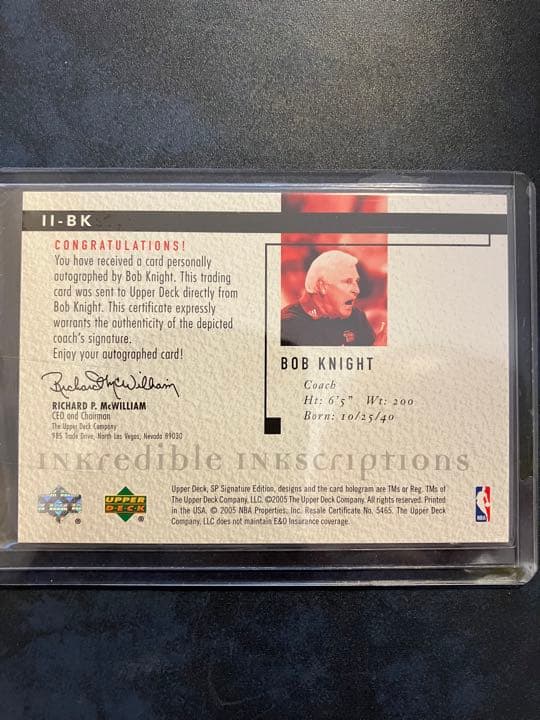 II-BK
CONGRATULATIONS!
You have received a card personally
autographed by Bob Knight. This trading
card was sent to Upper Deck directly from
Bob Knight. This certificate expressly
warrants the authenticity of the depicted
coach's signature.
Enjoy your autographed card!
Richard P. McWilliam
RICHARD P. McWILLIAM
CEO and Chairman
The Upper Deck Company
985 Trade Drive, North Las Vegas, Nevada 89030
BOB KNIGHT
Coach
Ht: 6'5" Wt: 200
Born: 10/25/40
INKredible INKscriptions
UPPER
DECK
Upper Deck, SP Signature Edition, designs and the card hologram are TMs or Reg. TMs of
The Upper Deck Company, LLC. ©2005 The Upper Deck Company. All rights reserved. Printed
in the USA. © 2005 NBA Properties, Inc. Resale Certificate No. 5465. The Upper Deck
Company, LLC does not maintain E&O Insurance coverage.
NBA